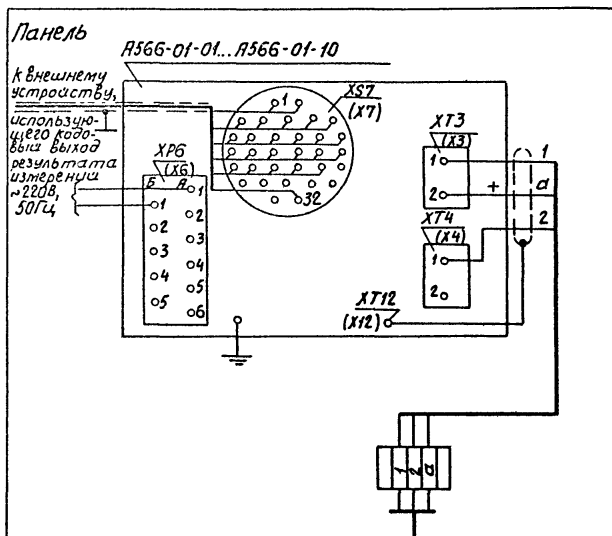 Панель
А566-01-01...А566-01-10
К внешнему
устройству,
использую-
щего кодо-
вый выход
результата
измерений
~220В,
50Гц
1
XS7
(X7)
32
XP6
(X6)
Б А
1
1
2
2
3
3
4
4
5
5
6
XT3
(X3)
1
2
+
1
а
2
XT4
(X4)
1
2
XT12
(X12)
1
2
а